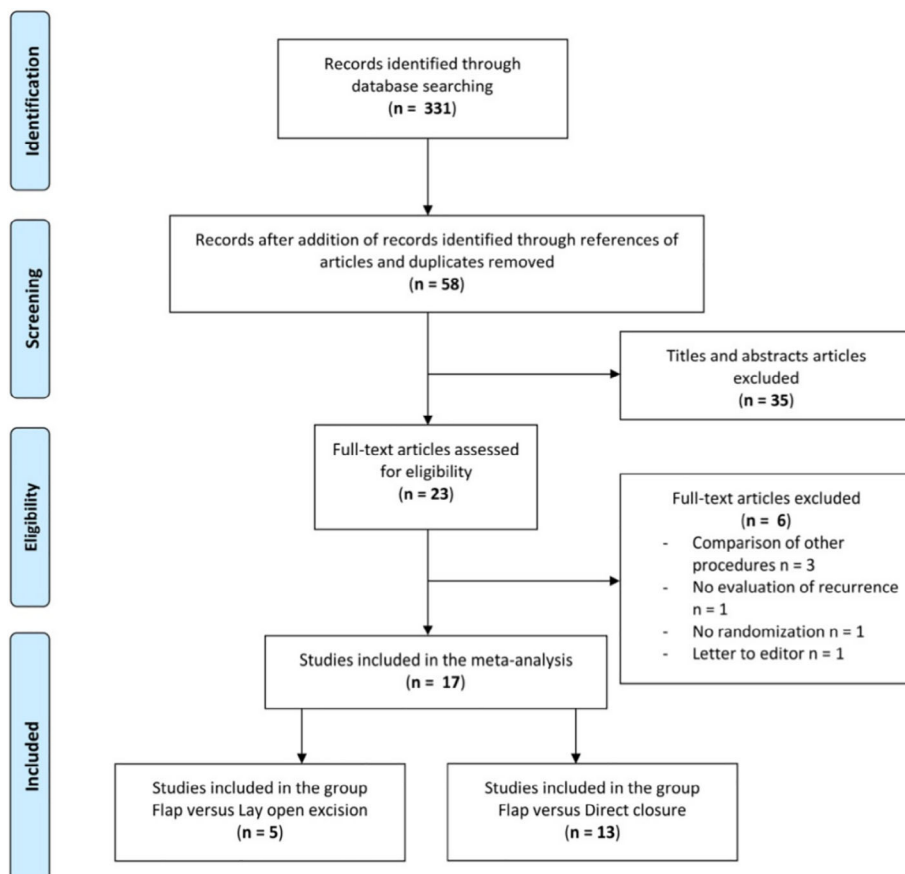 Identification
Records identified through
database searching
(n = 331)
Screening
Records after addition of records identified through references of
articles and duplicates removed
(n = 58)
Titles and abstracts articles
excluded
(n = 35)
Eligibility
Full-text articles assessed
for eligibility
(n = 23)
Full-text articles excluded
(n = 6)
- Comparison of other
procedures n = 3
- No evaluation of recurrence
n = 1
- No randomization n = 1
- Letter to editor n = 1
Included
Studies included in the meta-analysis
(n = 17)
Studies included in the group
Flap versus Lay open excision
(n = 5)
Studies included in the group
Flap versus Direct closure
(n = 13)